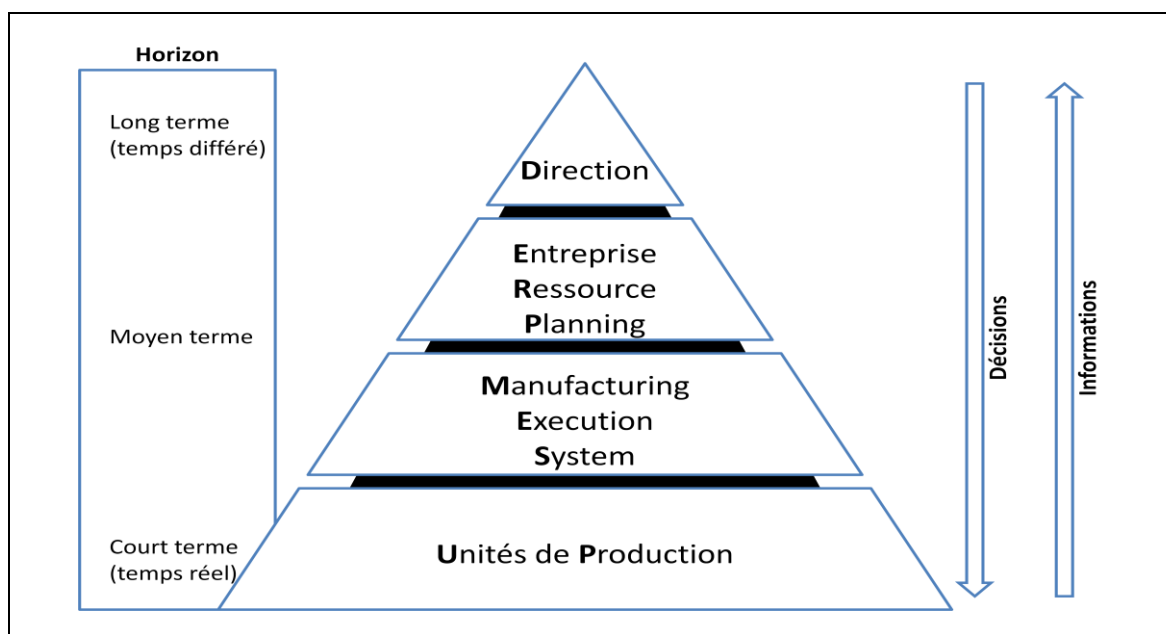 Horizon
Long terme
(temps différé)
Moyen terme
Court terme
(temps réel)
Direction
Entreprise
Ressource
Planning
Manufacturing
Execution
System
Unités de Production
Décisions
Informations